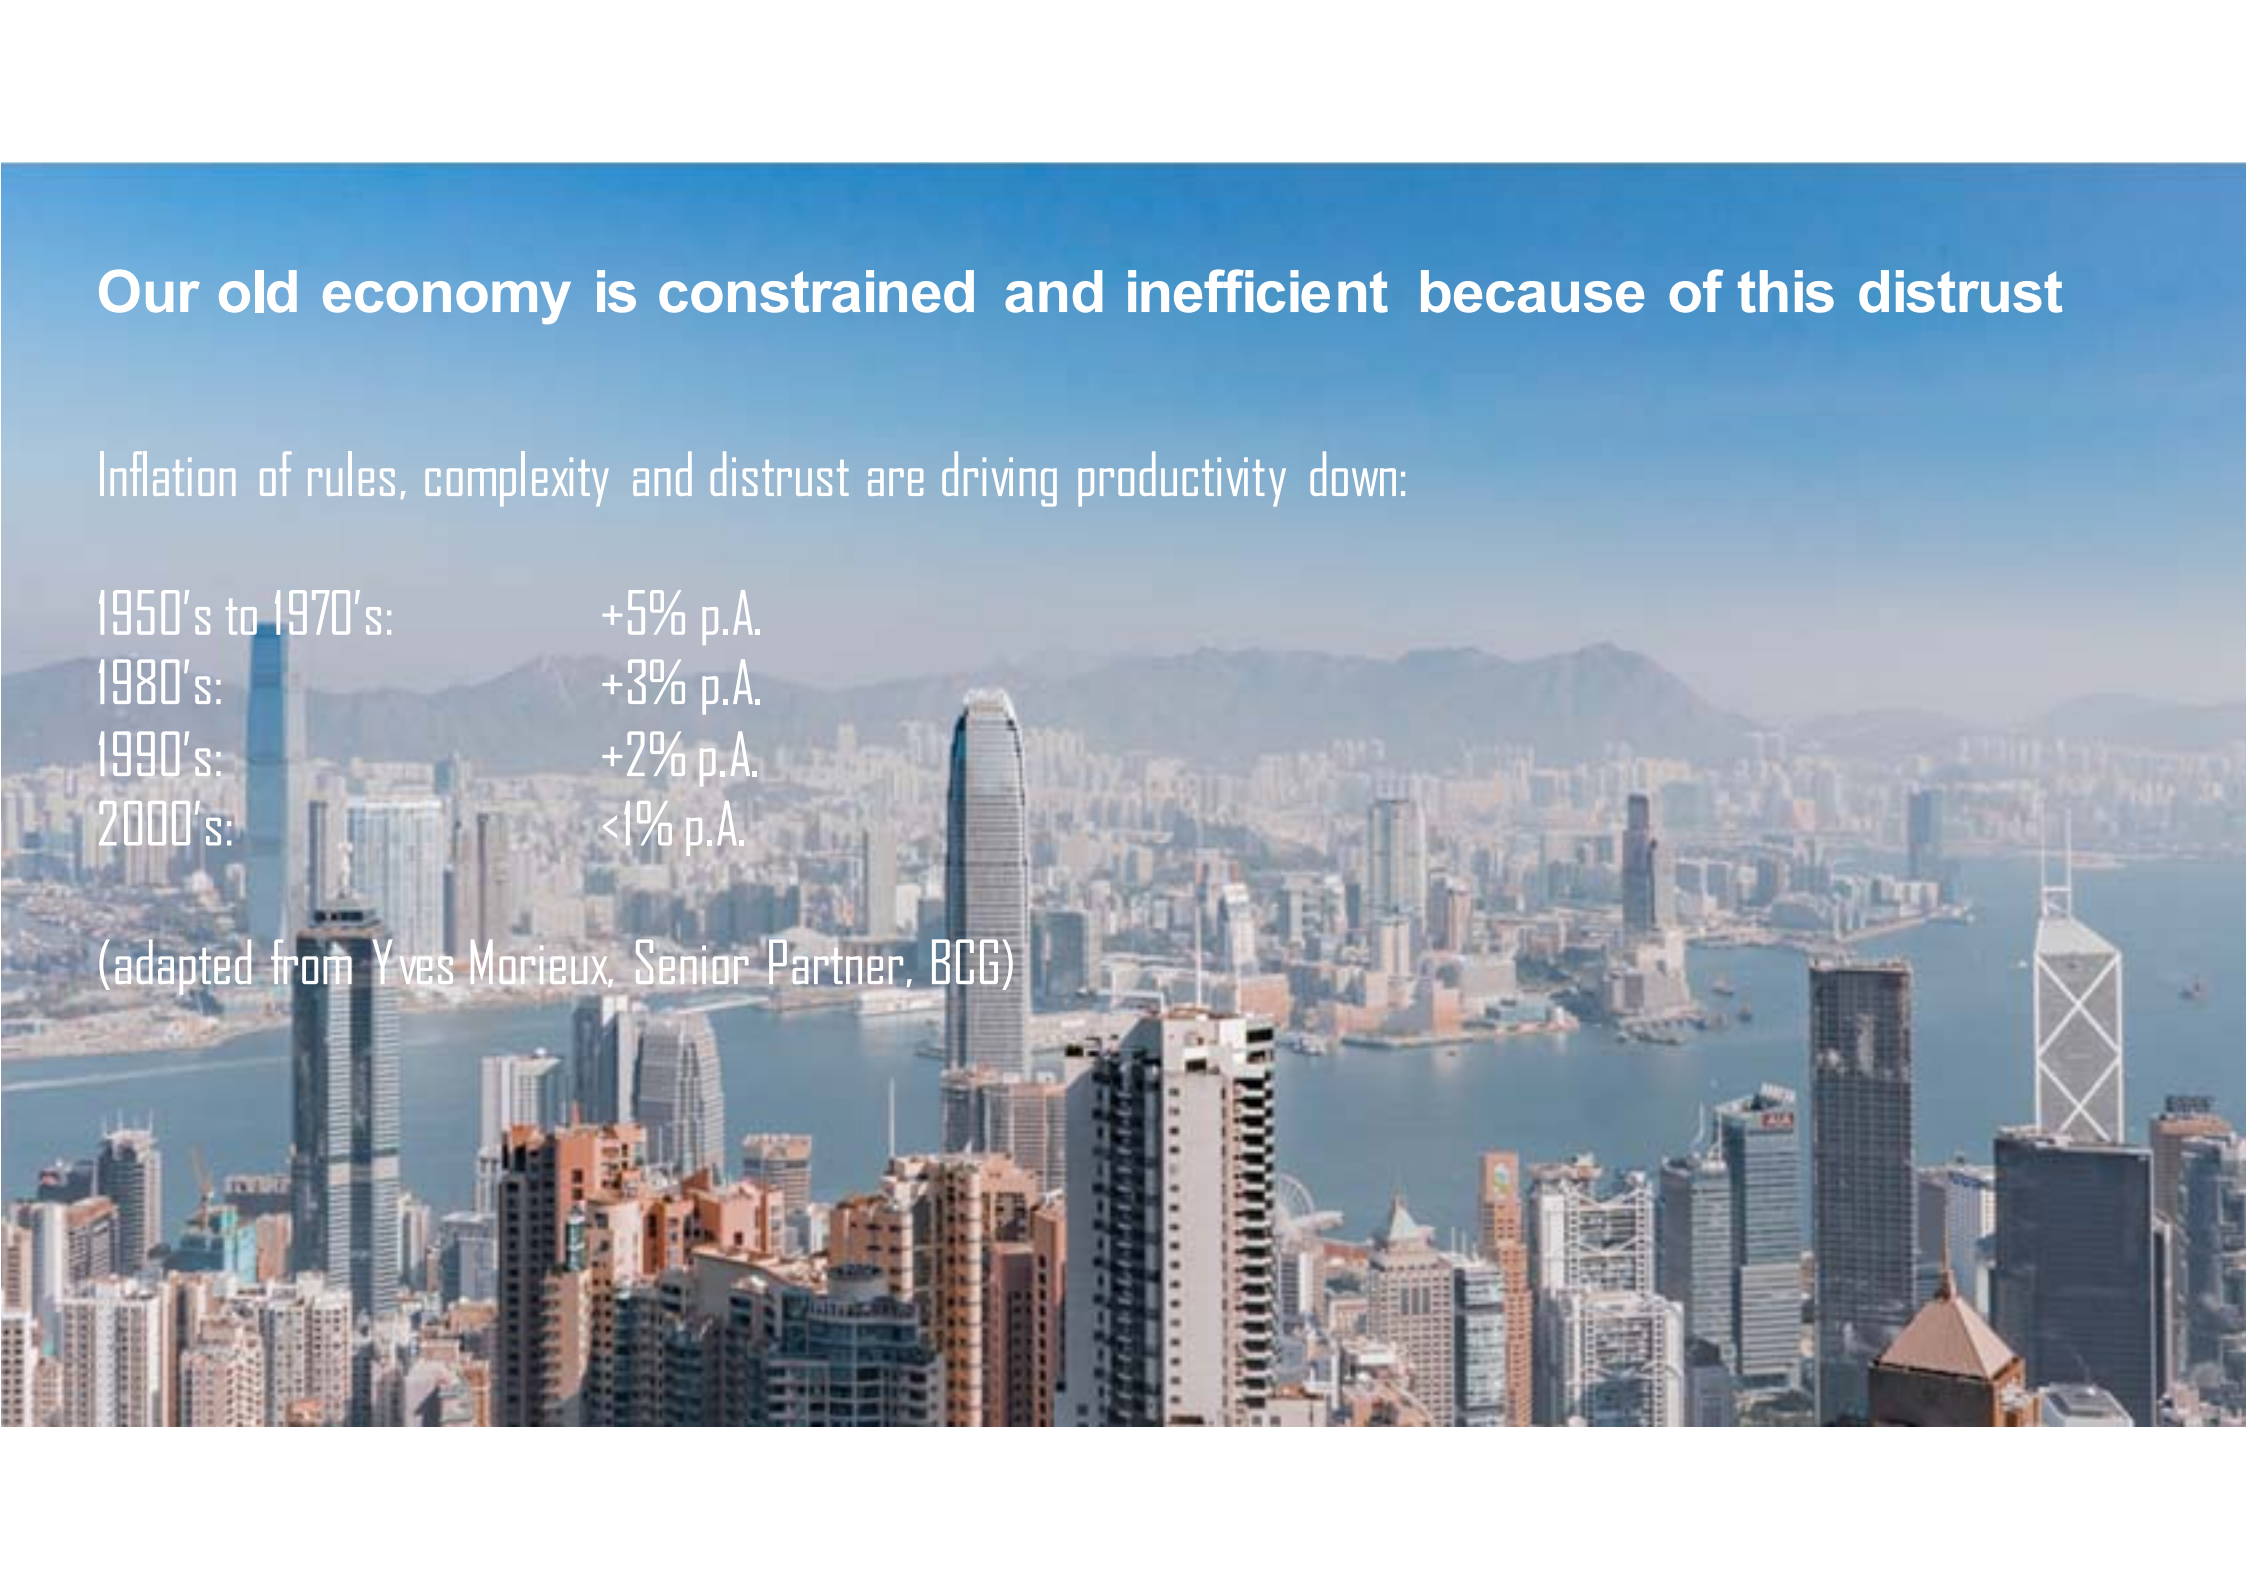 Our old economy is constrained and inefficient because of this distrust
Inflation of rules, complexity and distrust are driving productivity down:
1950's to 1970's: +5% p.A.
1980's: +3% p.A.
1990's: +2% p.A.
2000's: <1% p.A.
(adapted from Yves Morieux, Senior Partner, BCG)
AIA